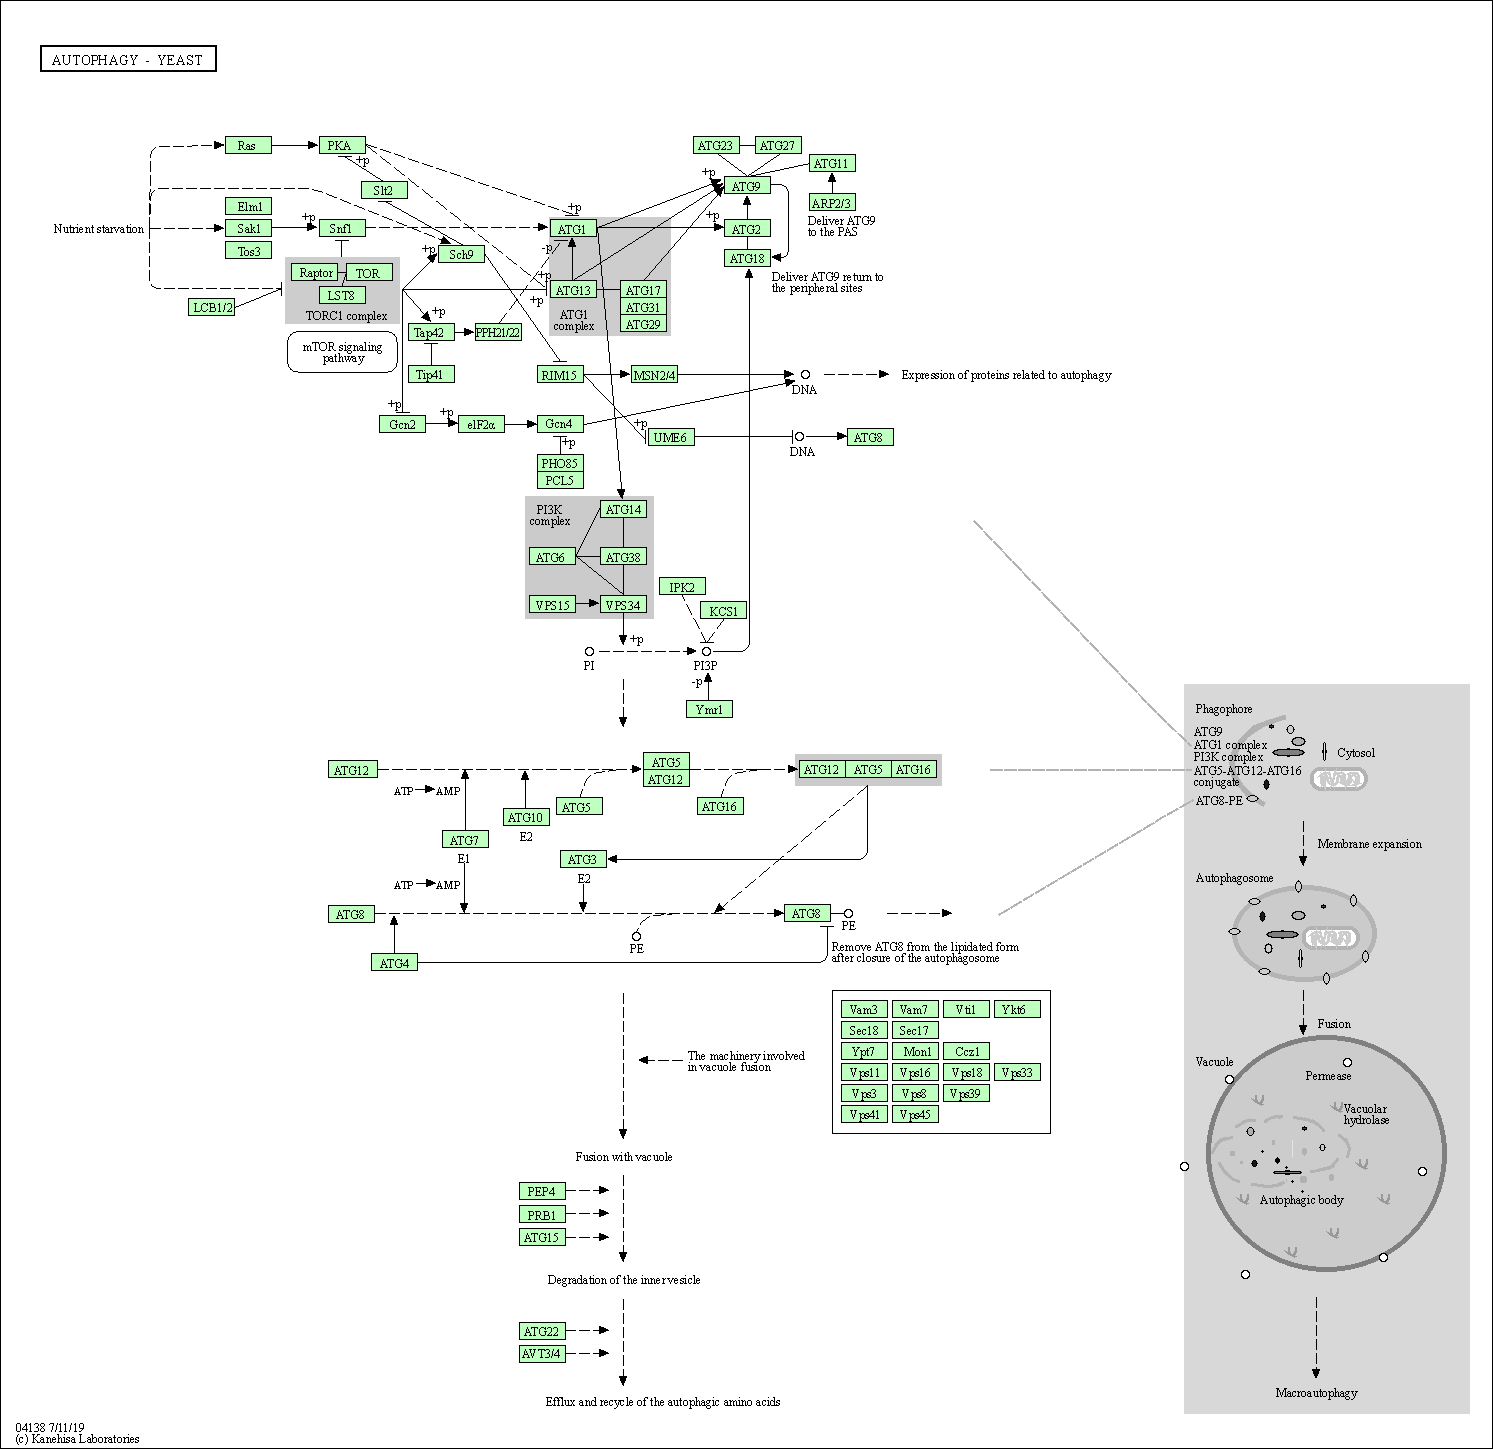 AUTOPHAGY - YEAST
Ras
PKA
+p
Slt2
ATG23
ATG27
ATG11
+p
ATG9
ARP2/3
Deliver ATG9
to the PAS
Elm1
Nutrient starvation
Sak1
+p
Snf1
Tos3
+p
Sch9
+p
ATG1
-p
+p
ATG2
ATG18
Deliver ATG9 return to
the peripheral sites
Raptor
TOR
LST8
TORC1 complex
LCB1/2
+p
+p
ATG13
ATG17
ATG31
ATG29
ATG1
complex
+p
Tap42
PPH21/22
mTOR signaling
pathway
Tip41
RIM15
MSN2/4
DNA
Expression of proteins related to autophagy
+p
Gcn2
+p
eIF2α
Gcn4
+p
+p
UME6
DNA
ATG8
PHO85
PCL5
PI3K
complex
ATG14
ATG6
ATG38
VPS15
VPS34
IPK2
KCS1
+p
PI
PI3P
-p
Ymr1
ATG12
ATG5
ATG12
ATG12
ATG5
ATG16
ATP
AMP
ATG5
ATG16
ATG10
E2
ATG7
E1
ATG3
E2
ATP
AMP
ATG8
ATG8
PE
PE
ATG4
Remove ATG8 from the lipidated form
after closure of the autophagosome
The machinery involved
in vacuole fusion
Vam3
Vam7
Vti1
Ykt6
Sec18
Sec17
Ypt7
Mon1
Ccz1
Vps11
Vps16
Vps18
Vps33
Vps3
Vps8
Vps39
Vps41
Vps45
Fusion with vacuole
PEP4
PRB1
ATG15
Degradation of the inner vesicle
ATG22
AVT3/4
Efflux and recycle of the autophagic amino acids
Phagophore
ATG9
ATG1 complex
PI3K complex
ATG5-ATG12-ATG16
conjugate
ATG8-PE
Cytosol
Membrane expansion
Autophagosome
Fusion
Vacuole
Permease
Vacuolar
hydrolase
Autophagic body
Macroautophagy
04138 7/11/19
(c) Kanehisa Laboratories